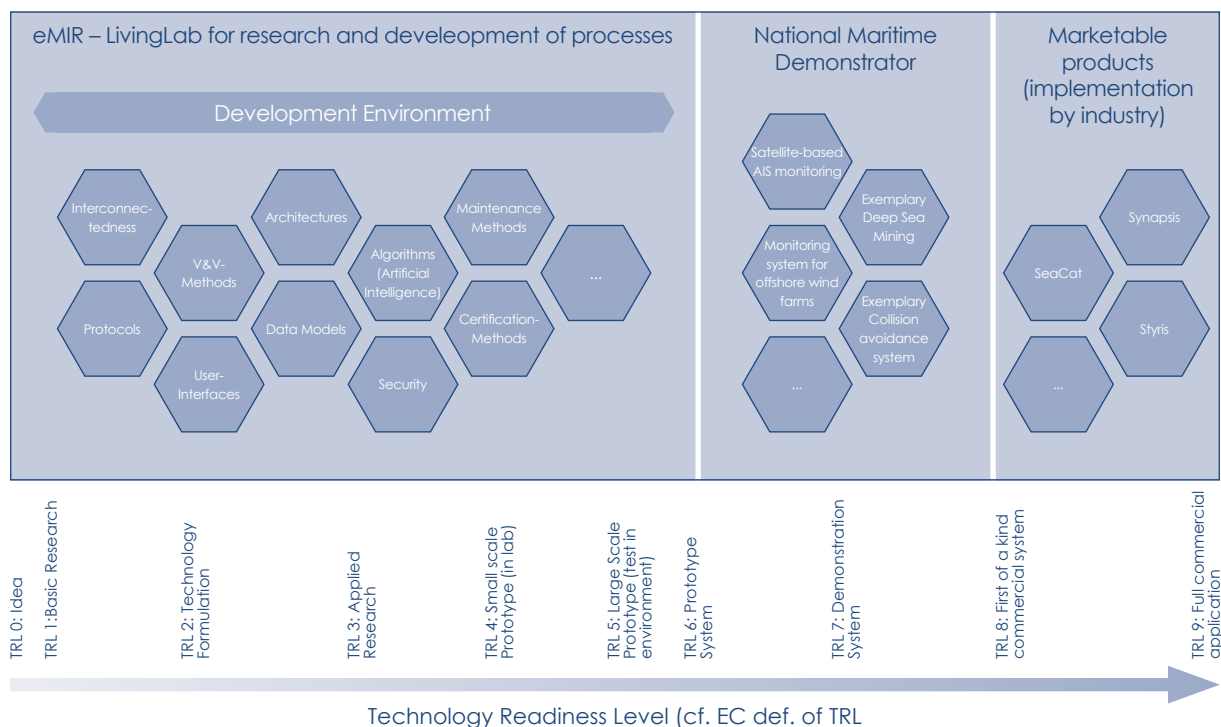 eMIR – LivingLab for research and develeopment of processes
Development Environment
Interconnec-
tedness
Architectures
Maintenance
Methods
V&V-
Methods
Algorithms
(Artificial
Intelligence)
...
Protocols
Data Models
Certification-
Methods
User-
Interfaces
Security
National Maritime
Demonstrator
Satellite-based
AIS monitoring
Exemplary
Deep Sea
Mining
Monitoring
system for
offshore wind
farms
Exemplary
Collision
avoidance
system
...
Marketable
products
(implementation
by industry)
Synapsis
SeaCat
Styris
...
TRL 0: Idea
TRL 1:Basic Research
TRL 2: Technology
Formulation
TRL 3: Applied
Research
TRL 4: Small scale
Prototype (in lab)
TRL 5: Large Scale
Prototype (test in
environment)
TRL 6: Prototype
System
TRL 7: Demonstration
System
TRL 8: First of a kind
commercial system
TRL 9: Full commercial
application
Technology Readiness Level (cf. EC def. of TRL